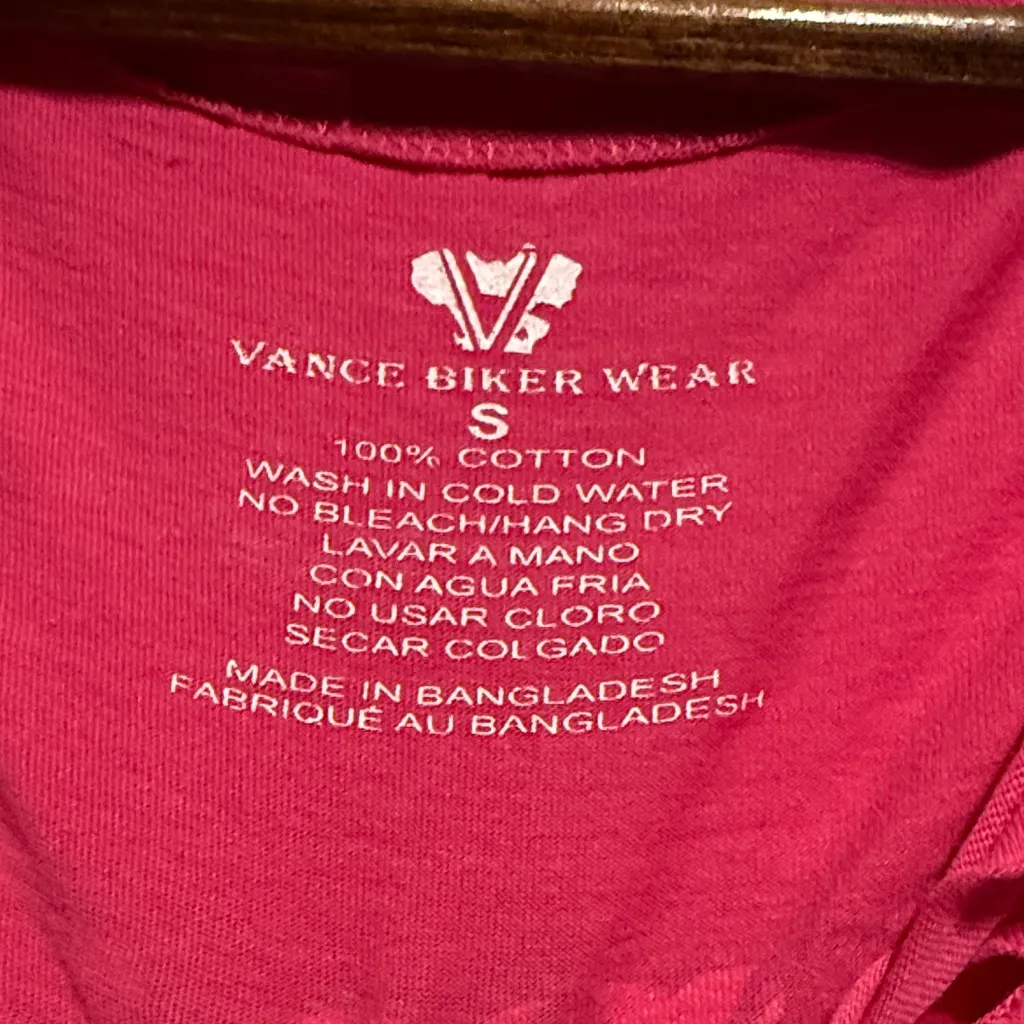 VANCE BIKER WEAR
S
100% COTTON
WASH IN COLD WATER
NO BLEACH/HANG DRY
LAVAR A MANO
CON AGUA FRIA
NO USAR CLORO
SECAR COLGADO
MADE IN BANGLADESH
FABRIQUÉ AU BANGLADESH